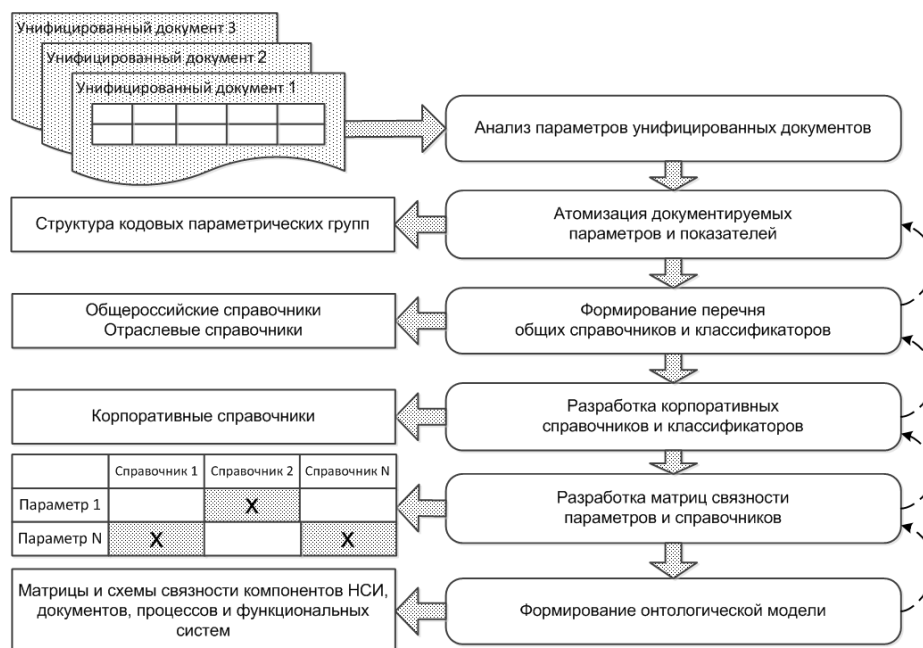 Унифицированный документ 3
Унифицированный документ 2
Унифицированный документ 1
Анализ параметров унифицированных документов
Структура кодовых параметрических групп
Атомизация документируемых
параметров и показателей
Общероссийские справочники
Отраслевые справочники
Формирование перечня
общих справочников и классификаторов
Корпоративные справочники
Разработка корпоративных
справочников и классификаторов
Справочник 1 Справочник 2 Справочник N
Параметр 1 X
Параметр N X X
Разработка матриц связности
параметров и справочников
Матрицы и схемы связности компонентов НСИ,
документов, процессов и функциональных
систем
Формирование онтологической модели